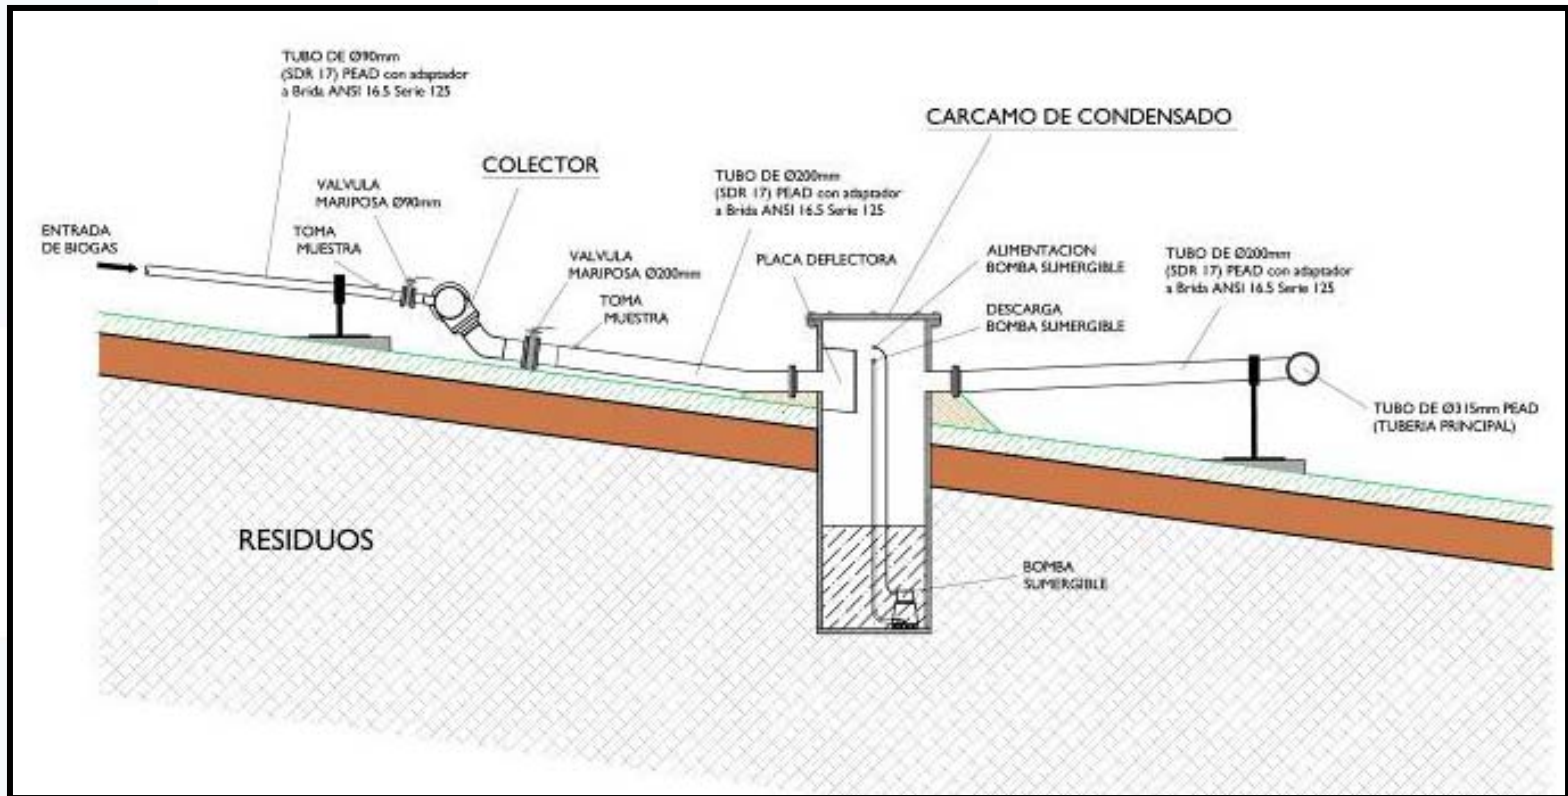 TUBO DE Ø90mm
(SDR 17) PEAD con adaptador
a Brida ANSI 16.5 Serie 125
CARCAMO DE CONDENSADO
COLECTOR
VALVULA
MARIPOSA Ø90mm
TUBO DE Ø200mm
(SDR 17) PEAD con adaptador
a Brida ANSI 16.5 Serie 125
ENTRADA
DE BIOGAS
TOMA
MUESTRA
VALVULA
MARIPOSA Ø200mm
PLACA DEFLECTORA
ALIMENTACION
BOMBA SUMERGIBLE
TUBO DE Ø200mm
(SDR 17) PEAD con adaptador
a Brida ANSI 16.5 Serie 125
TOMA
MUESTRA
DESCARGA
BOMBA SUMERGIBLE
TUBO DE Ø315mm PEAD
(TUBERIA PRINCIPAL)
RESIDUOS
BOMBA
SUMERGIBLE